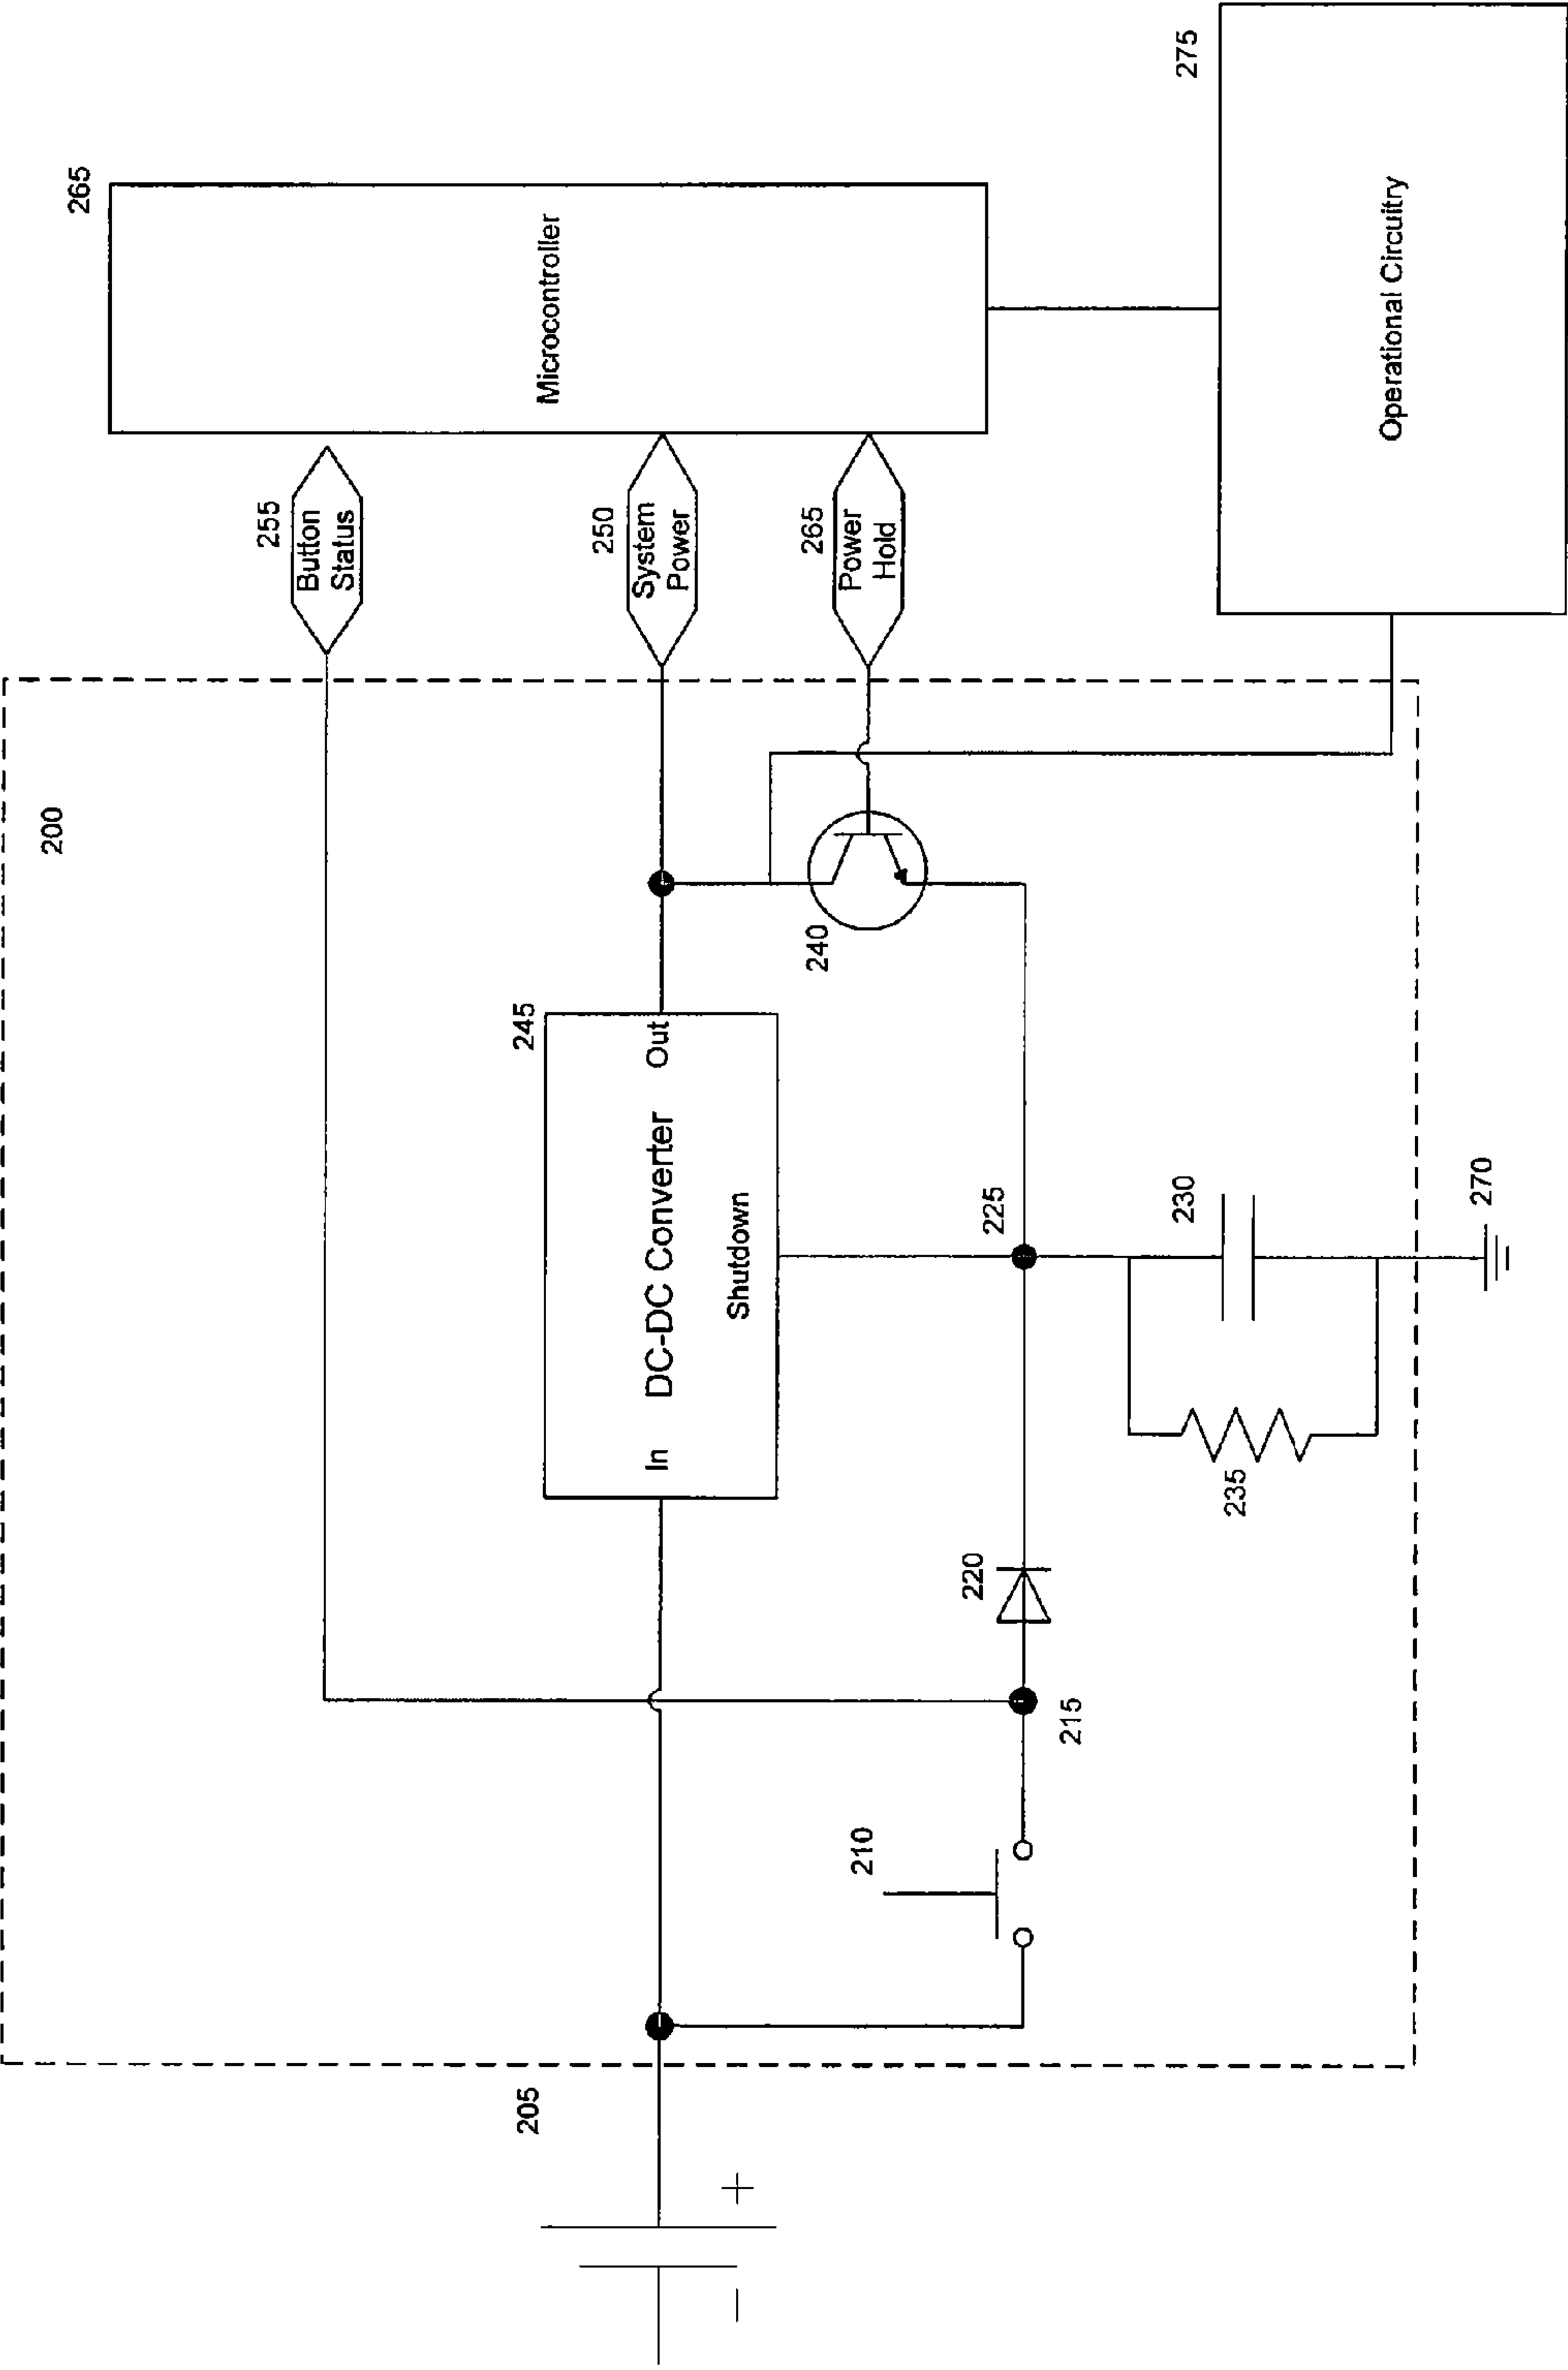 200
265
255
Button
Status
205
245
Microcontroller
250
System
Power
In DC-DC Converter Out
Shutdown
− +
240
265
Power
Hold
210
220
225
215
230
275
235
Operational Circuitry
270